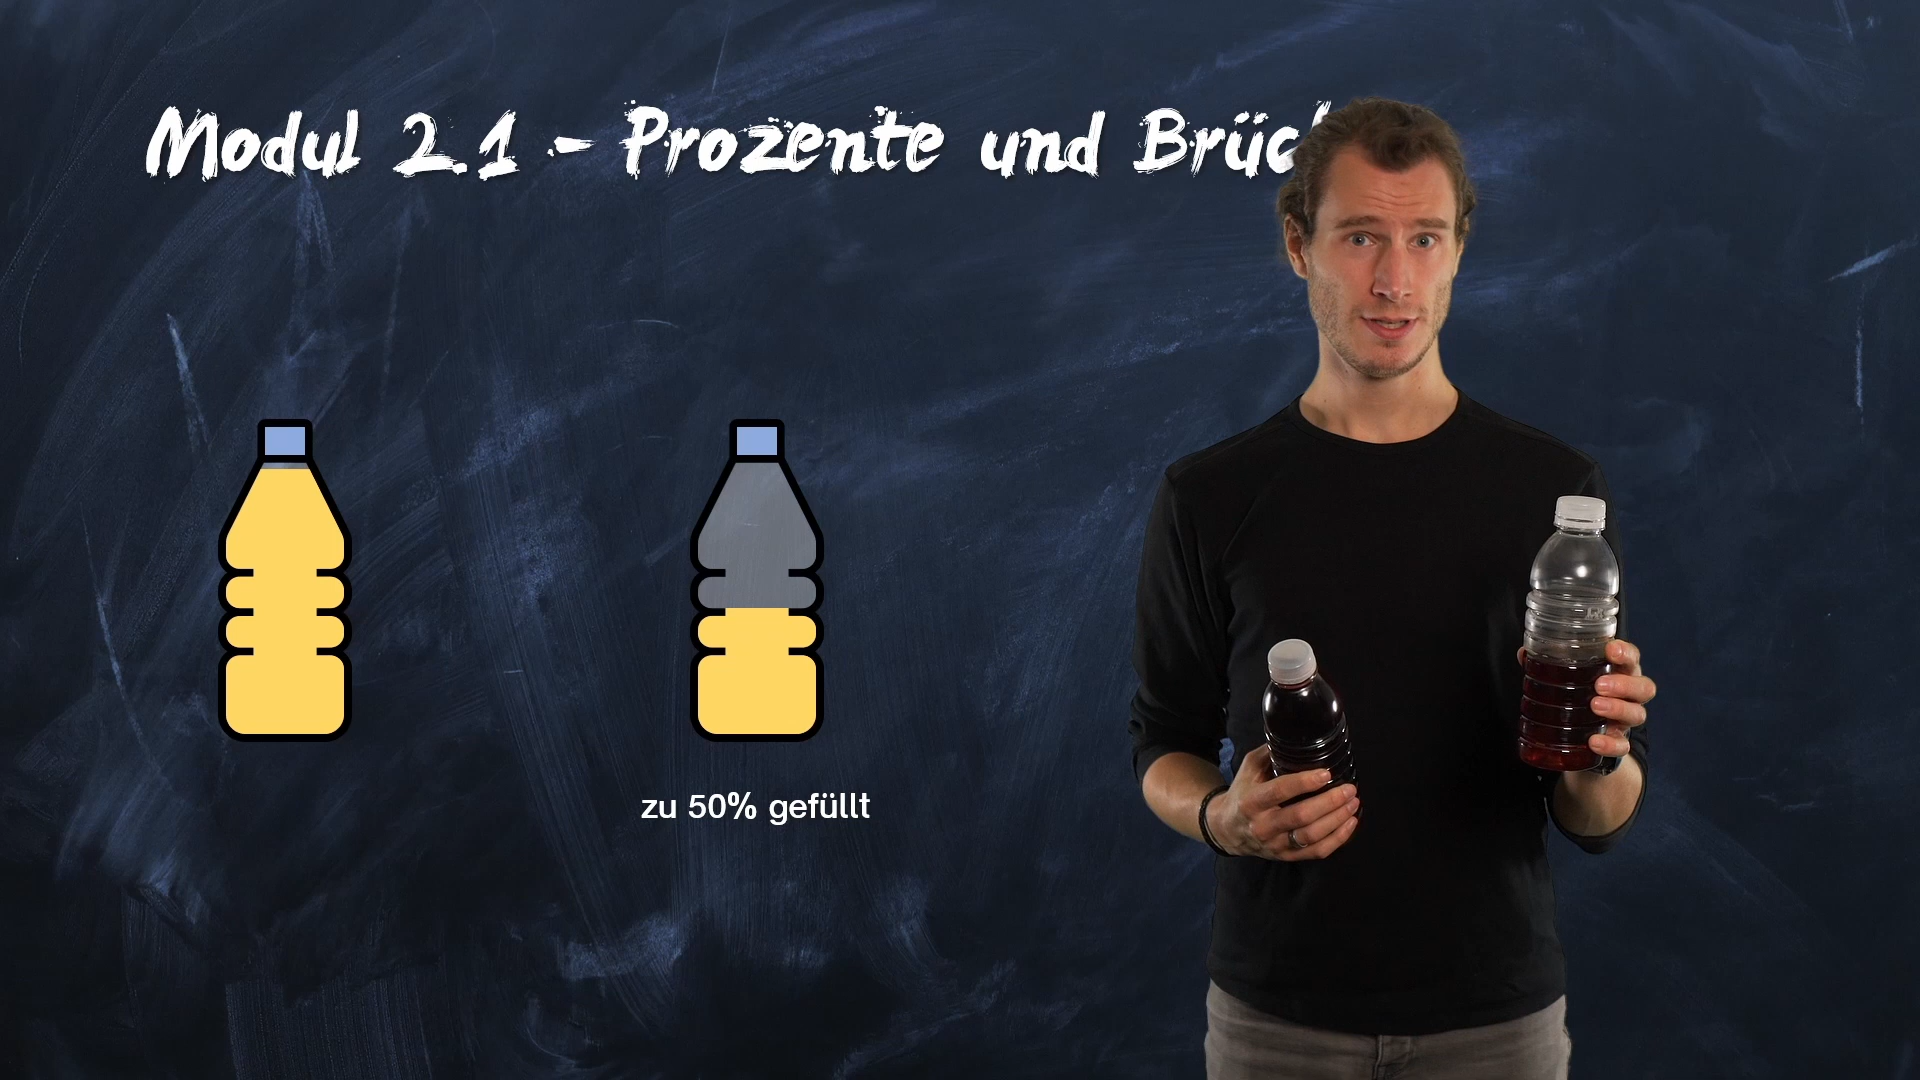 Modul 2.1 - Prozente und
zu 50% gefüllt